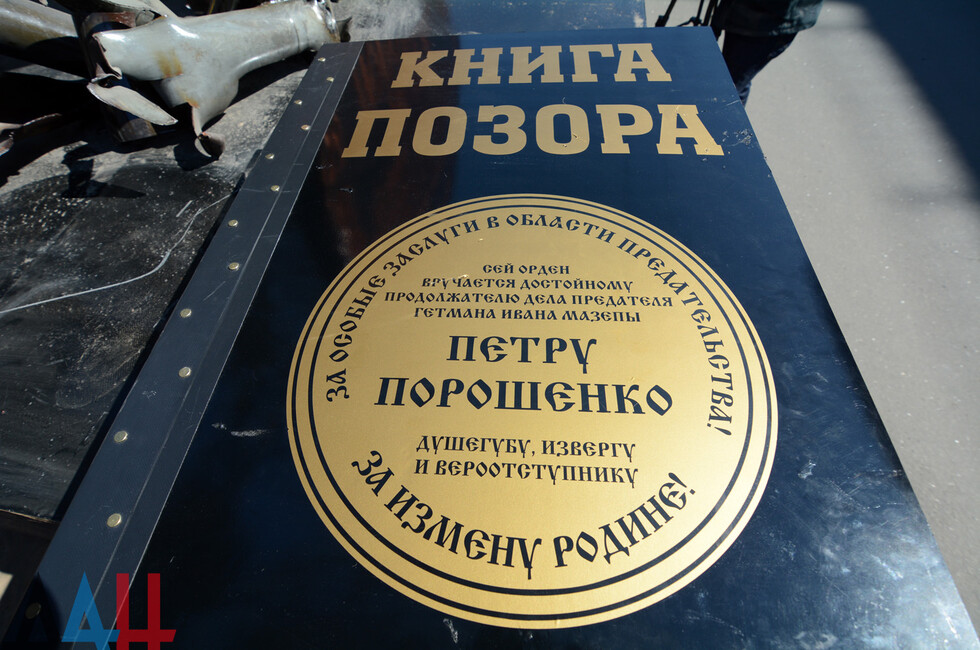 КНИГА
ПОЗОРА
ЗА ОСОБЫЕ ЗАСЛУГИ В ОБЛАСТИ ПРЕДАТЕЛЬСТВА!
СЕЙ ОРДЕН
ВРУЧАЕТСЯ ДОСТОЙНОМУ
ПРОДОЛЖАТЕЛЮ ДЕЛА ПРЕДАТЕЛЯ
ГЕТМАНА ИВАНА МАЗЕПЫ
ПЕТРУ
ПОРОШЕНКО
ДУШЕГУБУ, ИЗВЕРГУ
И ВЕРООТСТУПНИКУ
ЗА ИЗМЕНУ РОДИНЕ!
ДАН